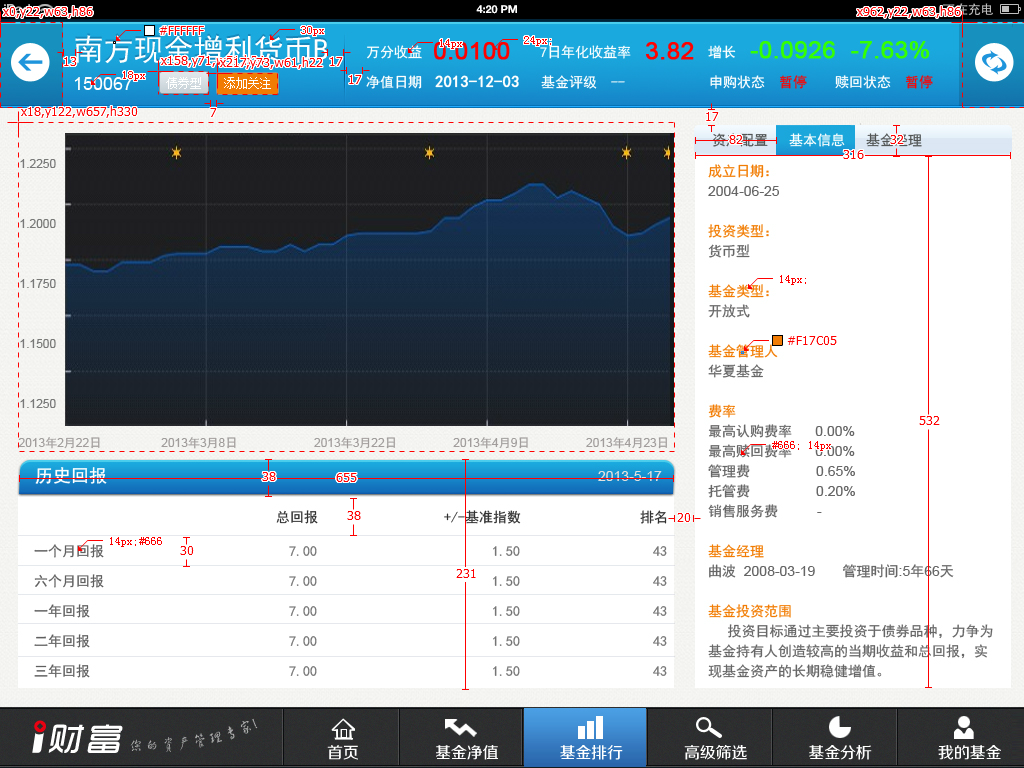 4:20 PM
在充电
x0,y22,w63,h86
#FFFFFF
30px
x962,y22,w63,h86
南方现金增利货币B
13
150067
18px
x158,y71,
x217,y73,w61,h22
17
债券型
添加关注
7
万分收益
14px
0.0100
24px;
7日年化收益率
3.82
增长
-0.0926
-7.63%
17
净值日期
2013-12-03
基金评级
--
申购状态
暂停
赎回状态
暂停
x18,y122,w657,h330
17
1.2250
1.2000
1.1750
1.1500
1.1250
2013年2月22日
2013年3月8日
2013年3月22日
2013年4月9日
2013年4月23日
82
基本信息
基金经理
32
316
成立日期:
2004-06-25
投资类型:
货币型
14px;
基金类型:
开放式
#F17C05
基金管理人
华夏基金
532
费率
最高认购费率 0.00%
#666; 14px
最高赎回费率 0.00%
管理费 0.65%
托管费 0.20%
销售服务费 -
基金经理
曲波 2008-03-19 管理时间:5年66天
基金投资范围
投资目标通过主要投资于债券品种，力争为
基金持有人创造较高的当期收益和总回报，实
现基金资产的长期稳健增值。
历史回报
38
655
2013-5-17
总回报
38
+/-基准指数
排名
20
14px;#666
30
231
一个月回报 7.00 1.50 43
六个月回报 7.00 1.50 43
一年回报 7.00 1.50 43
二年回报 7.00 1.50 43
三年回报 7.00 1.50 43
i财富
您的资产管理专家!
首页
基金净值
基金排行
高级筛选
基金分析
我的基金